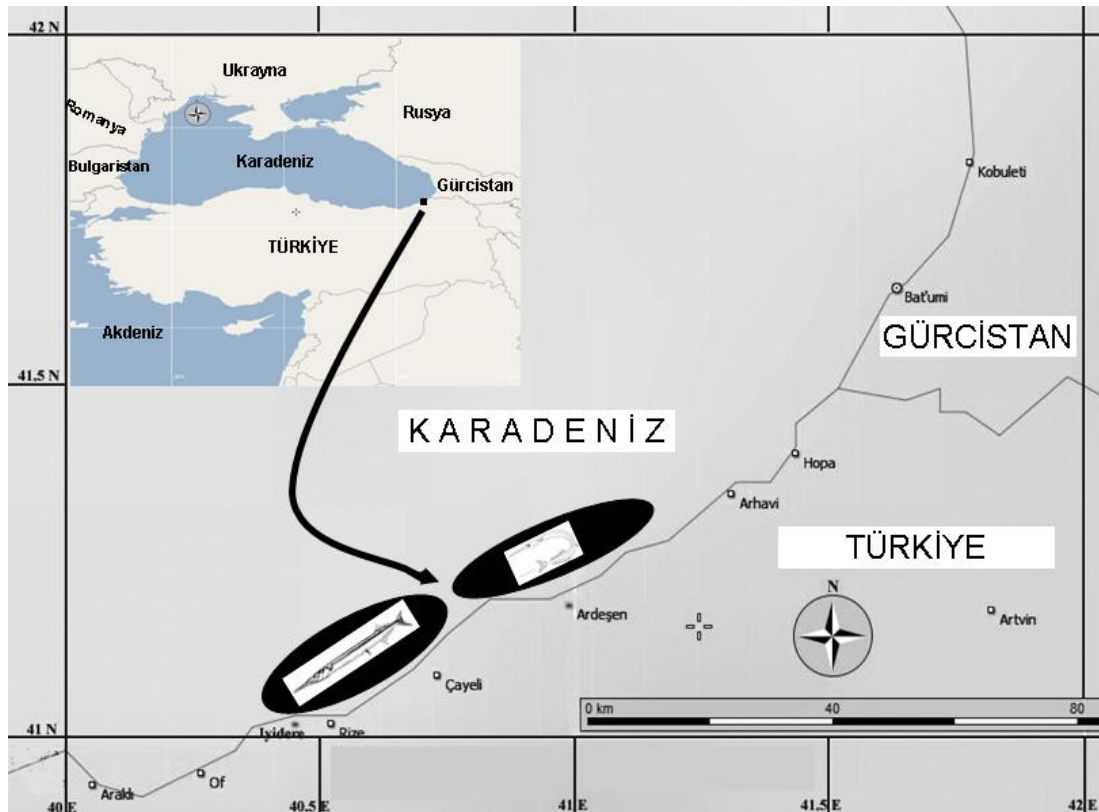 42 N
Ukrayna
Romanya
Rusya
Bulgaristan
Karadeniz
Gürcistan
TÜRKİYE
Akdeniz
Kobuleti
Bat'umi
GÜRCİSTAN
41.5 N
KARADENİZ
Hopa
Arhavi
TÜRKİYE
N
Ardeşen
Artvin
Çayeli
0 km
40
80
41 N
İyidere
Rize
Of
Araklı
40 E
40.5 E
41 E
41.5 E
42 E